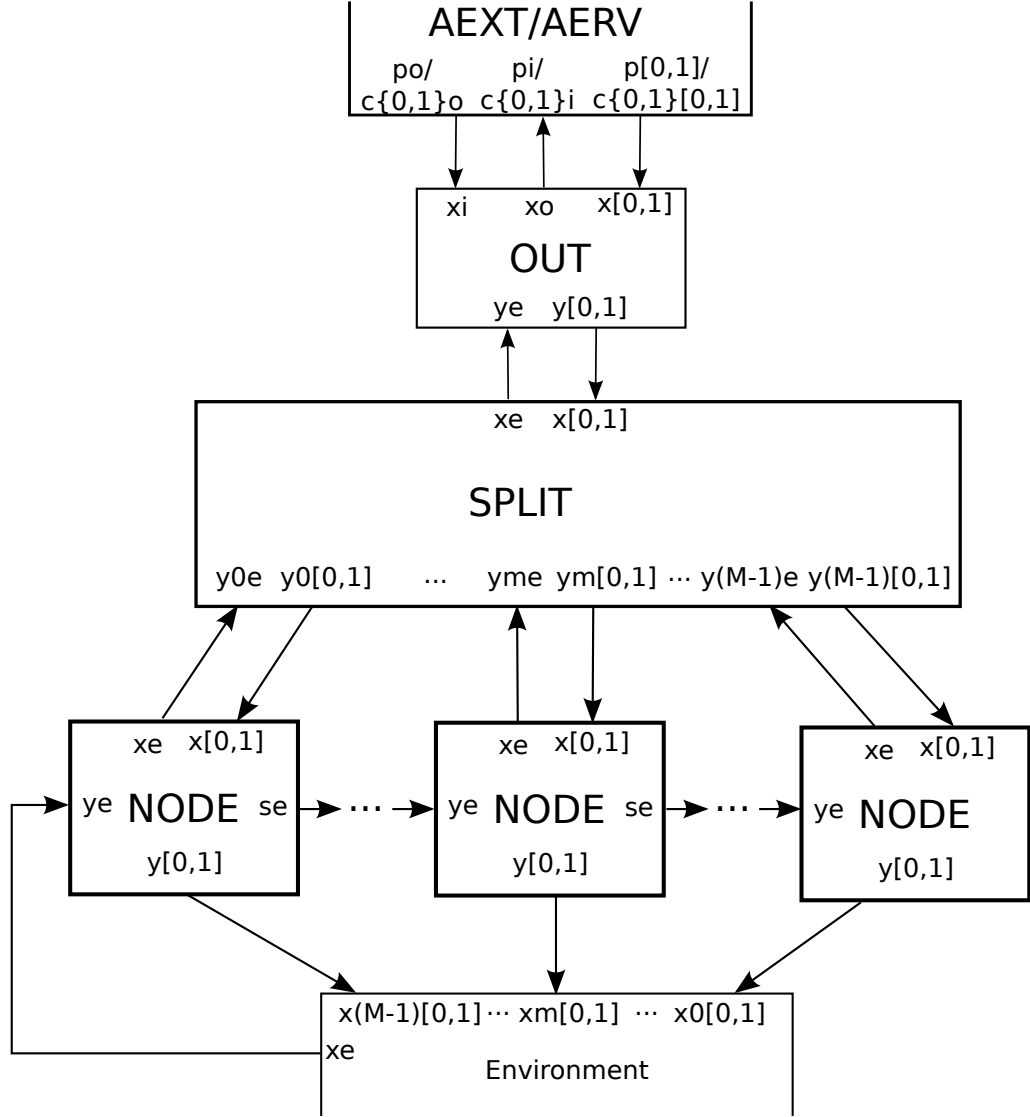 AEXT/AERV
po/ pi/ p[0,1]/
c{0,1}o c{0,1}i c{0,1}[0,1]
xi xo x[0,1]
OUT
ye y[0,1]
xe x[0,1]
SPLIT
y0e y0[0,1] ... yme ym[0,1] ... y(M-1)e y(M-1)[0,1]
xe x[0,1] xe x[0,1] xe x[0,1]
ye NODE se ... ye NODE se ... ye NODE
y[0,1] y[0,1] y[0,1]
x(M-1)[0,1] ... xm[0,1] ... x0[0,1]
xe
Environment